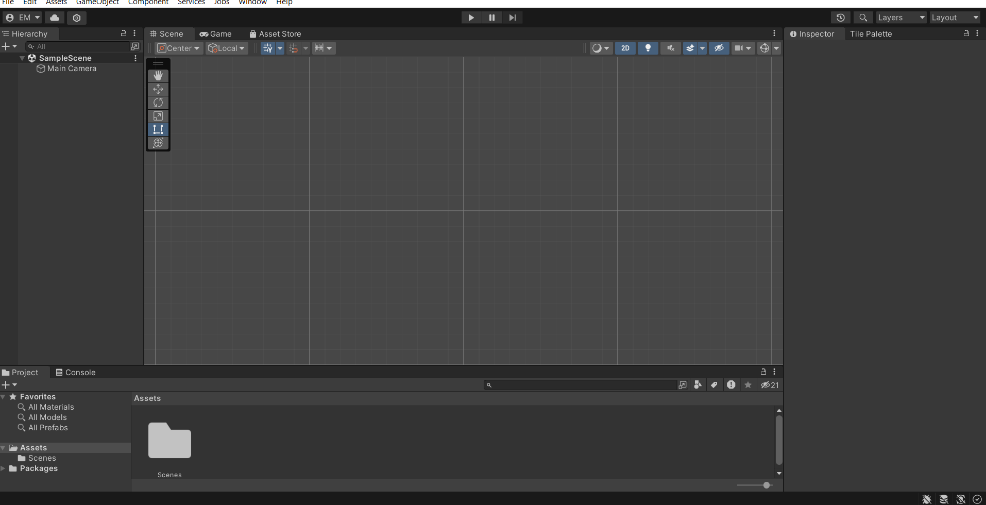 File Edit Assets GameObject Component Services Jobs Window Help
EM Layers Layout
Hierarchy Scene Game Asset Store Inspector Tile Palette
All Center Local 2D
SampleScene
Main Camera
Project Console
21
Favorites Assets
All Materials
All Models
All Prefabs
Assets
Scenes
Packages
Scenes